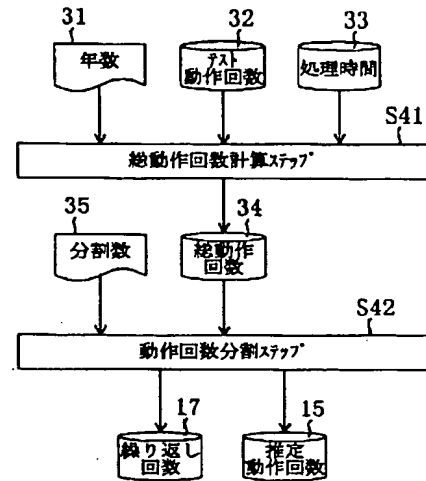 31
32
33
年数
テスト
動作回数
処理時間
S41
総動作回数計算ステップ
35
34
分割数
総動作
回数
S42
動作回数分割ステップ
17
15
繰り返し
回数
推定
動作回数